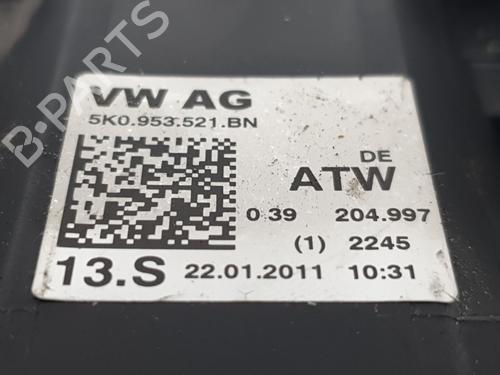 VW AG
5K0.953.521.BN
DE
ATW
0 39 204.997
(1) 2245
13.S 22.01.2011 10:31
B-PARTS